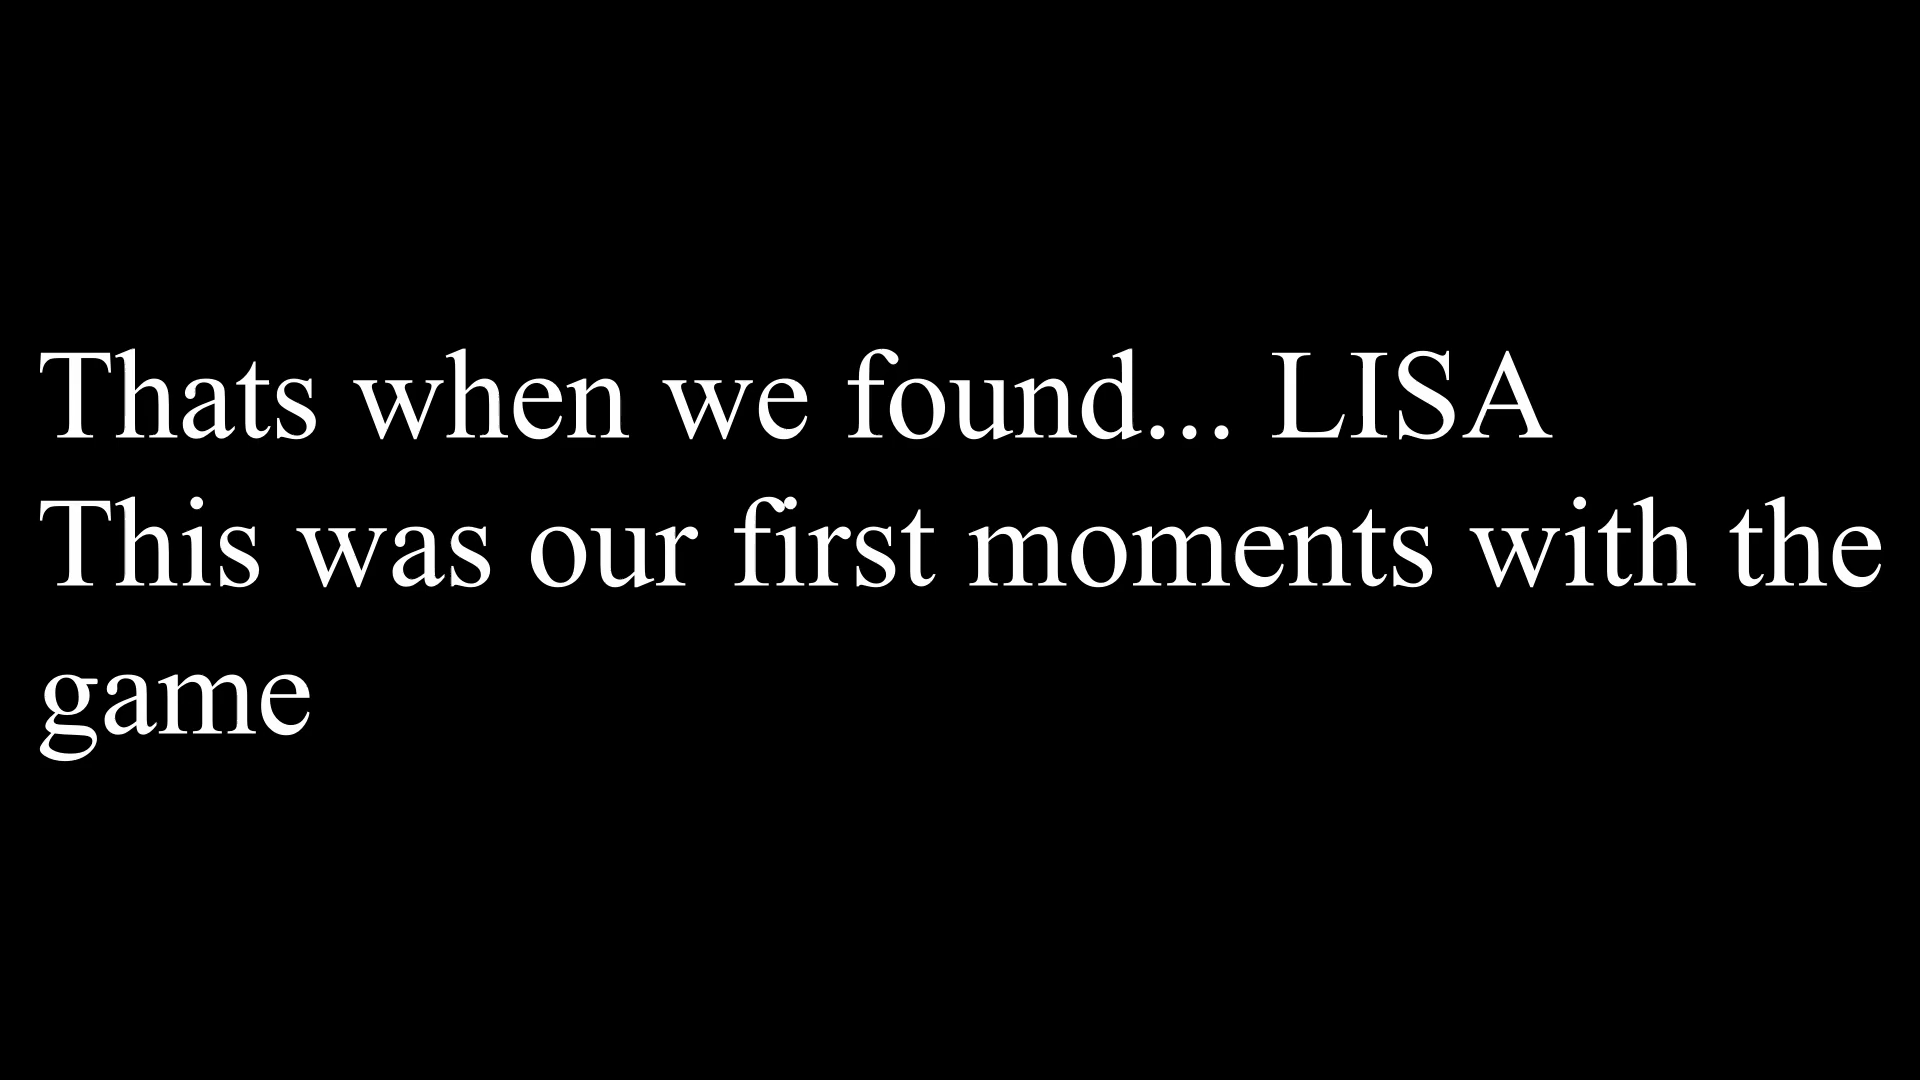 Thats when we found... LISA
This was our first moments with the
game